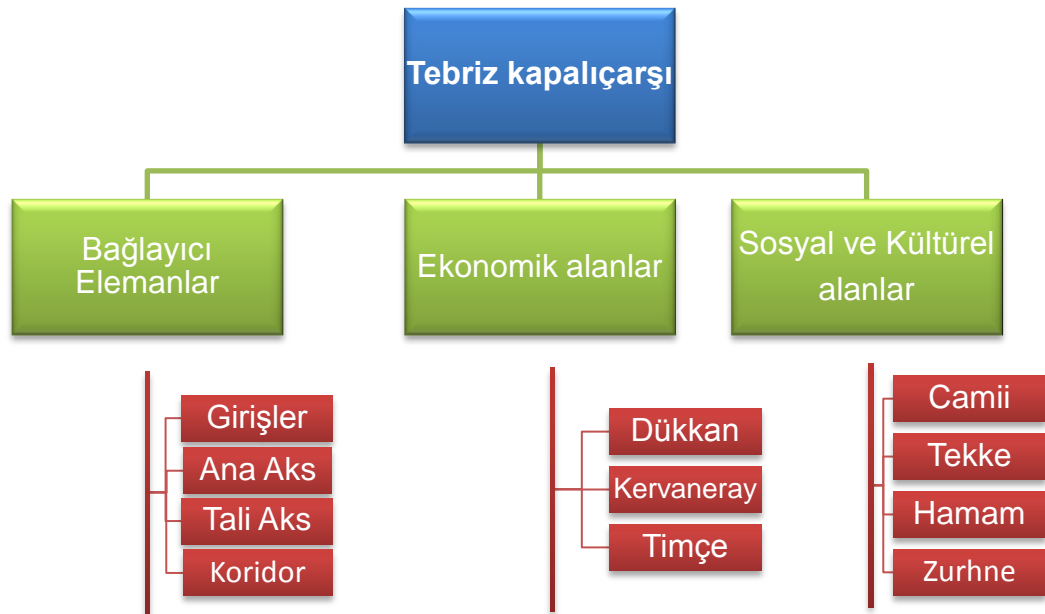 Tebriz kapalıçarşı
Bağlayıcı
Elemanlar
Girişler
Ana Aks
Tali Aks
Koridor
Ekonomik alanlar
Dükkan
Kervaneray
Timçe
Sosyal ve Kültürel
alanlar
Camii
Tekke
Hamam
Zurhne